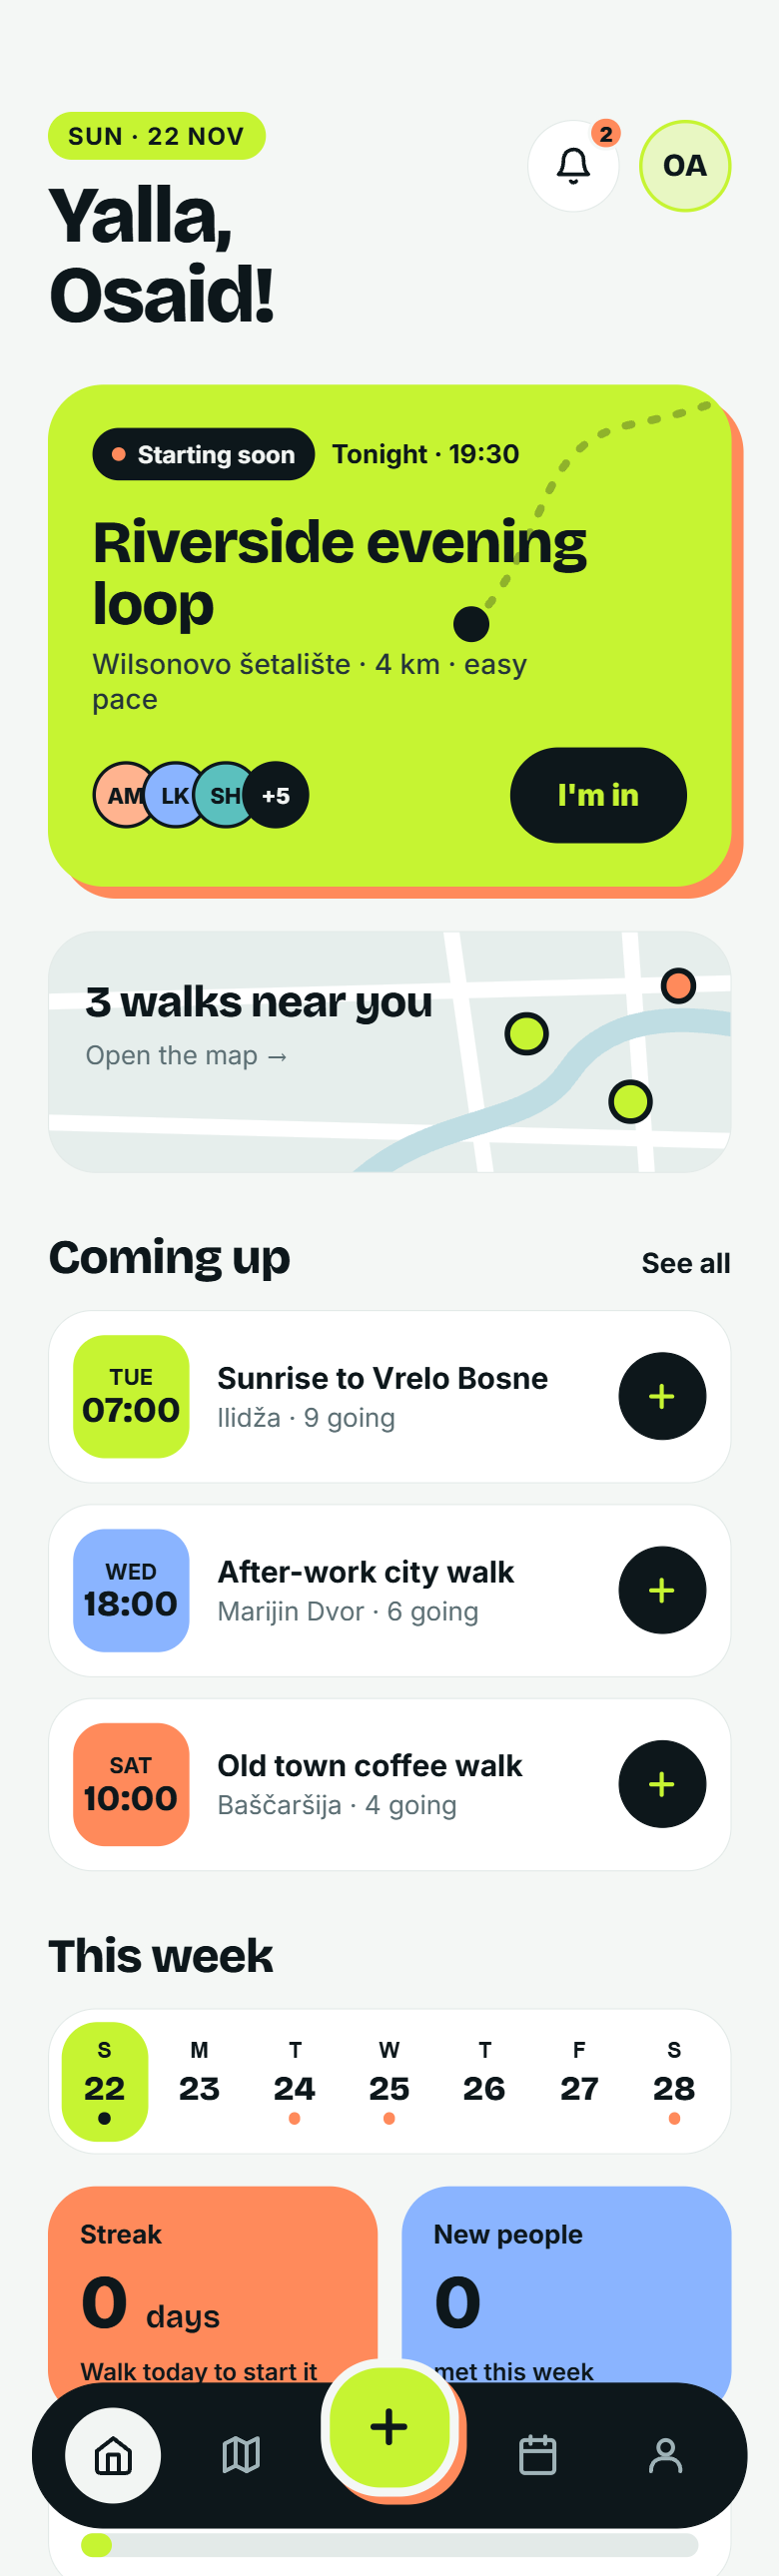 SUN · 22 NOV
2
OA
Yalla,
Osaid!
Starting soon
Tonight · 19:30
Riverside evening
loop
Wilsonovo šetalište · 4 km · easy
pace
AM
LK
SH
+5
I'm in
3 walks near you
Open the map →
Coming up
See all
TUE
07:00
Sunrise to Vrelo Bosne
Ilidža · 9 going
WED
18:00
After-work city walk
Marijin Dvor · 6 going
SAT
10:00
Old town coffee walk
Baščaršija · 4 going
This week
S M T W T F S
22 23 24 25 26 27 28
Streak
0 days
Walk today to start it
New people
0
met this week